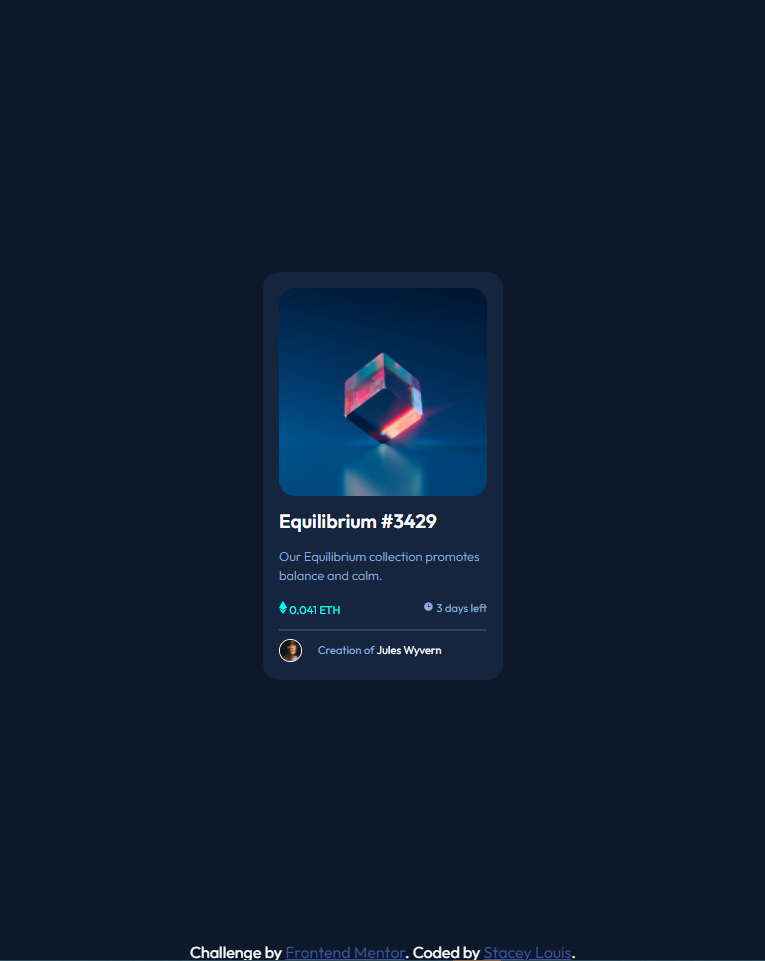 Equilibrium #3429
Our Equilibrium collection promotes
balance and calm.
0.041 ETH
3 days left
Creation of Jules Wyvern
Challenge by Frontend Mentor. Coded by Stacey Louis.